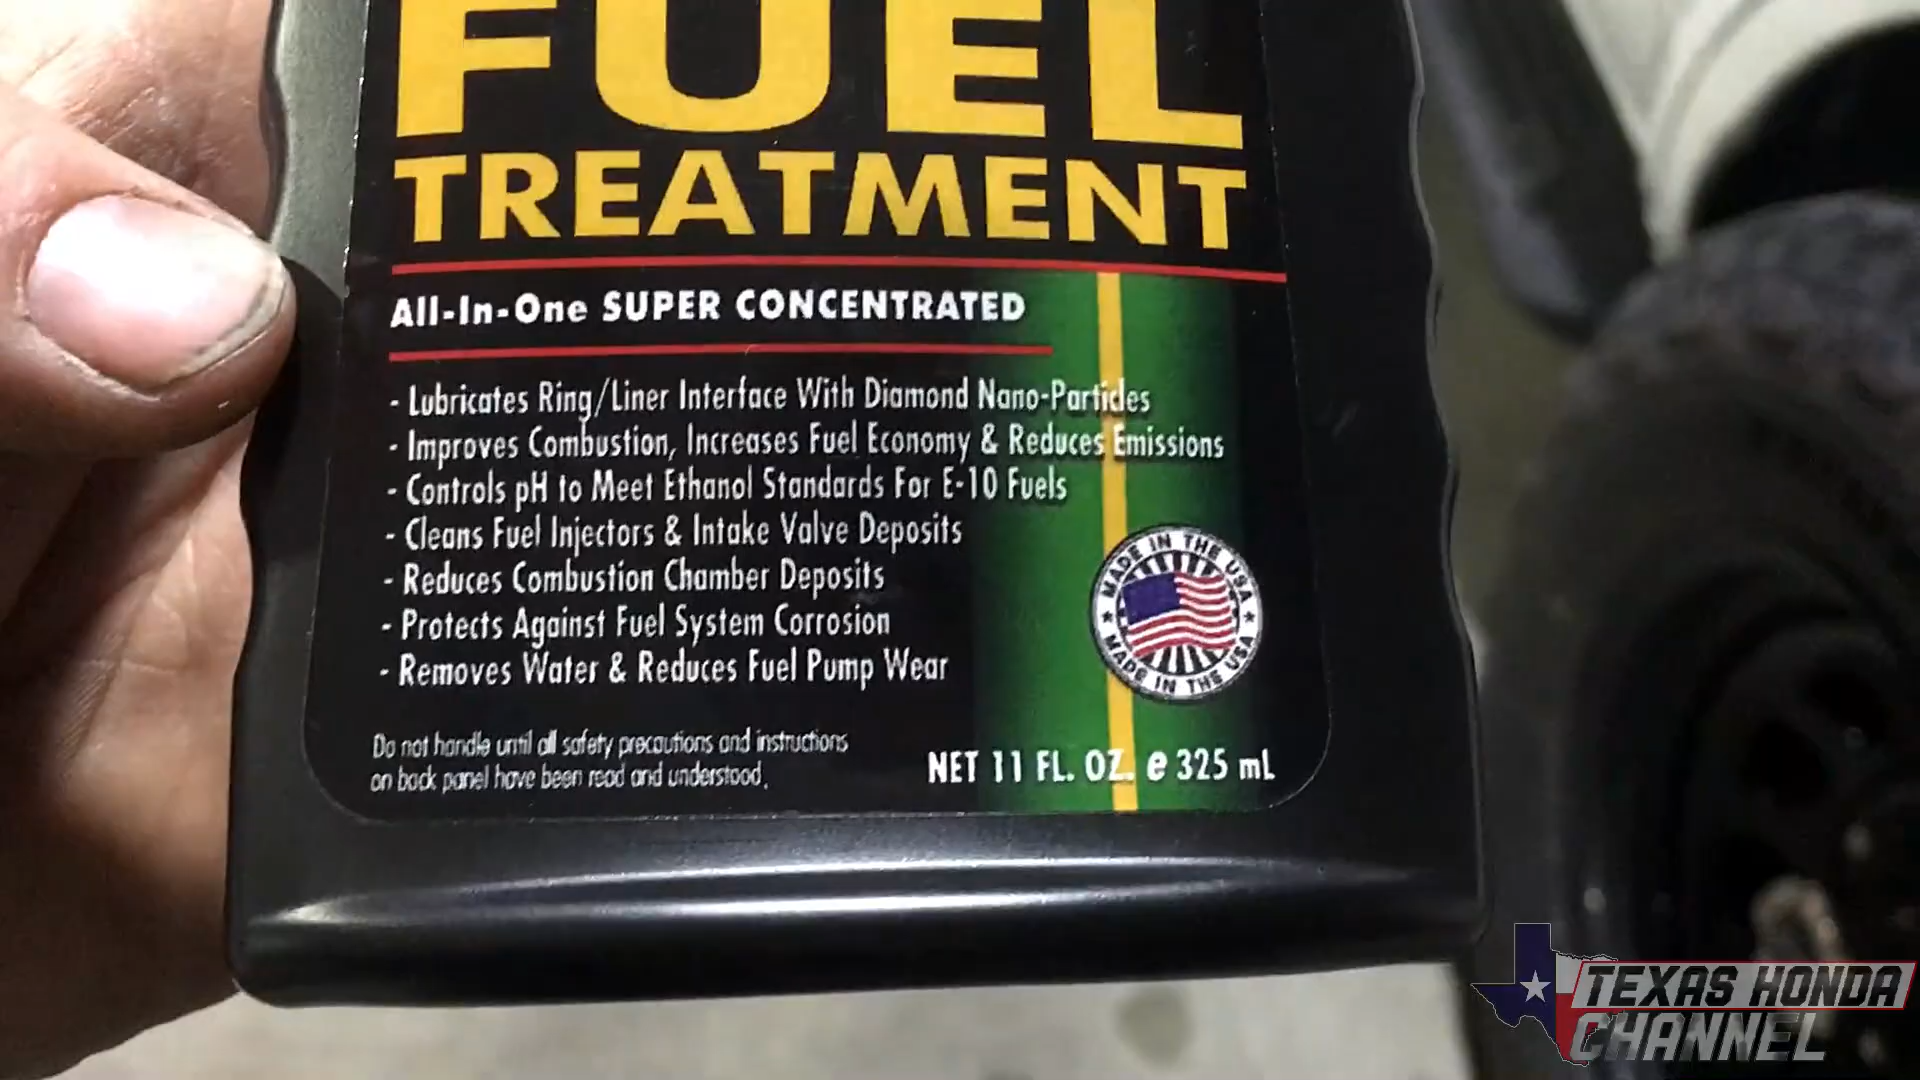 FUEL
TREATMENT
All-In-One SUPER CONCENTRATED
- Lubricates Ring/Liner Interface With Diamond Nano-Particles
- Improves Combustion, Increases Fuel Economy & Reduces Emissions
- Controls pH to Meet Ethanol Standards For E-10 Fuels
- Cleans Fuel Injectors & Intake Valve Deposits
- Reduces Combustion Chamber Deposits
- Protects Against Fuel System Corrosion
- Removes Water & Reduces Fuel Pump Wear
MADE IN THE USA
MADE IN THE USA
Do not handle until all safety precautions and instructions
on back panel have been read and understood.
NET 11 FL. OZ. e 325 mL
TEXAS HONDA
CHANNEL